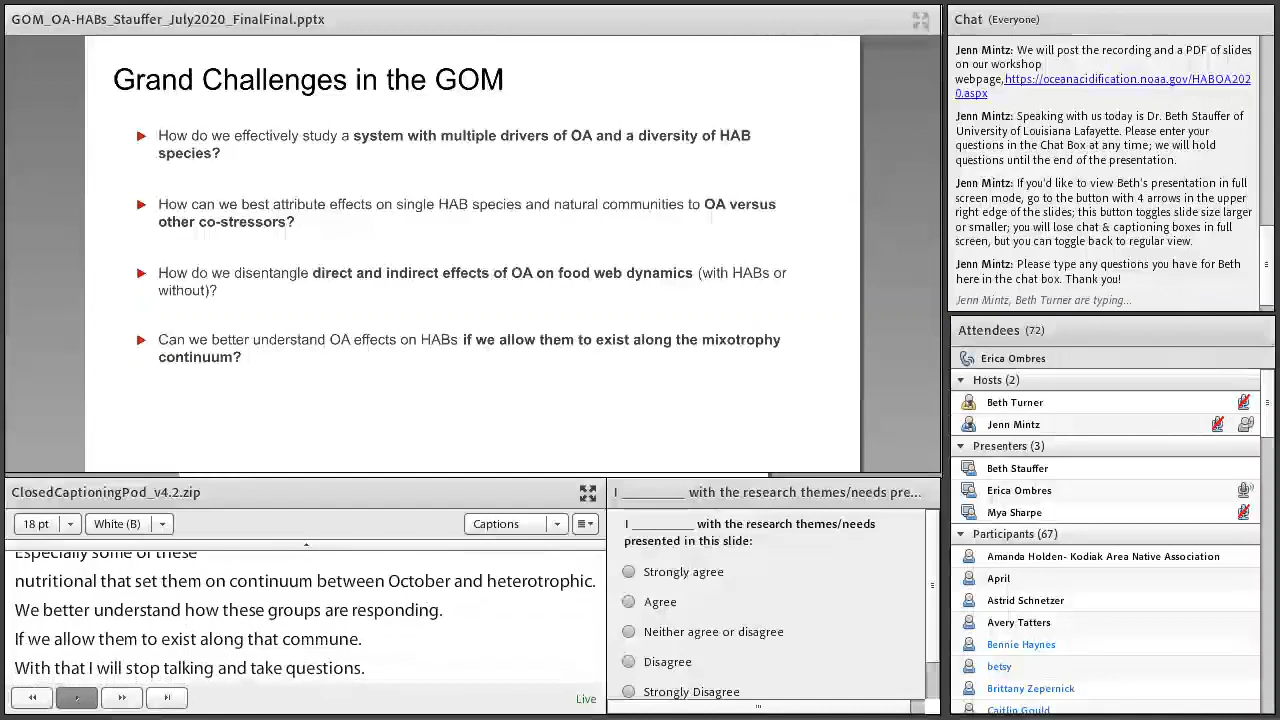 GOM_OA-HABs_Stauffer_July2020_FinalFinal.pptx
Grand Challenges in the GOM
How do we effectively study a system with multiple drivers of OA and a diversity of HAB
species?
How can we best attribute effects on single HAB species and natural communities to OA versus
other co-stressors?
How do we disentangle direct and indirect effects of OA on food web dynamics (with HABs or
without)?
Can we better understand OA effects on HABs if we allow them to exist along the mixotrophy
continuum?
ClosedCaptioningPod_v4.2.zip
18 pt
White (B)
Captions
Especially some of these
nutritional that set them on continuum between October and heterotrophic.
We better understand how these groups are responding.
If we allow them to exist along that commune.
With that I will stop talking and take questions.
Live
I __________ with the research themes/needs pre...
I __________ with the research themes/needs
presented in this slide:
Strongly agree
Agree
Neither agree or disagree
Disagree
Strongly Disagree
Chat (Everyone)
Jenn Mintz: We will post the recording and a PDF of slides
on our workshop
webpage,https://oceanacidification.noaa.gov/HABOA202
0.aspx
Jenn Mintz: Speaking with us today is Dr. Beth Stauffer of
University of Louisiana Lafayette. Please enter your
questions in the Chat Box at any time; we will hold
questions until the end of the presentation.
Jenn Mintz: If you'd like to view Beth's presentation in full
screen mode, go to the button with 4 arrows in the upper
right edge of the slides; this button toggles slide size larger
or smaller; you will lose chat & captioning boxes in full
screen, but you can toggle back to regular view.
Jenn Mintz: Please type any questions you have for Beth
here in the chat box. Thank you!
Jenn Mintz, Beth Turner are typing...
Attendees (72)
Erica Ombres
Hosts (2)
Beth Turner
Jenn Mintz
Presenters (3)
Beth Stauffer
Erica Ombres
Mya Sharpe
Participants (67)
Amanda Holden- Kodiak Area Native Association
April
Astrid Schnetzer
Avery Tatters
Bennie Haynes
betsy
Brittany Zepernick
Caitlin Gould